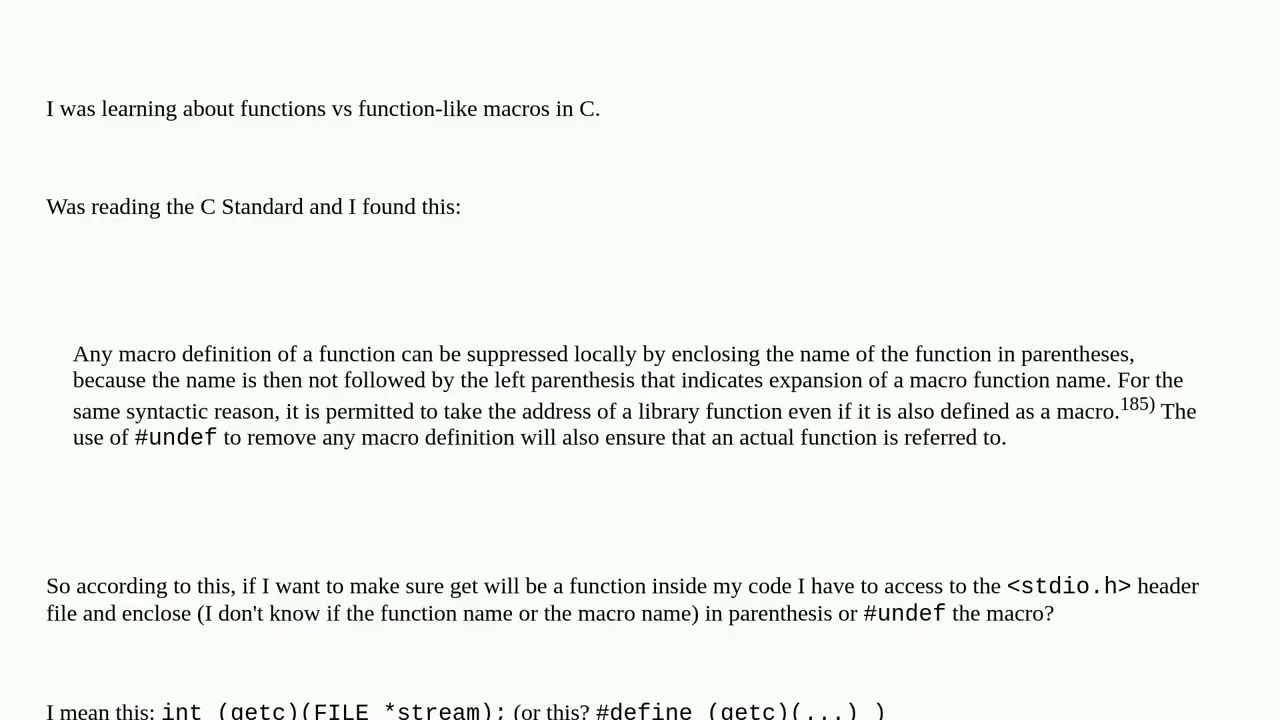 I was learning about functions vs function-like macros in C.
Was reading the C Standard and I found this:
Any macro definition of a function can be suppressed locally by enclosing the name of the function in parentheses,
because the name is then not followed by the left parenthesis that indicates expansion of a macro function name. For the
same syntactic reason, it is permitted to take the address of a library function even if it is also defined as a macro.185) The
use of #undef to remove any macro definition will also ensure that an actual function is referred to.
So according to this, if I want to make sure get will be a function inside my code I have to access to the <stdio.h> header
file and enclose (I don't know if the function name or the macro name) in parenthesis or #undef the macro?
I mean this: int (getc)(FILE *stream); (or this? #define (getc)(...) )